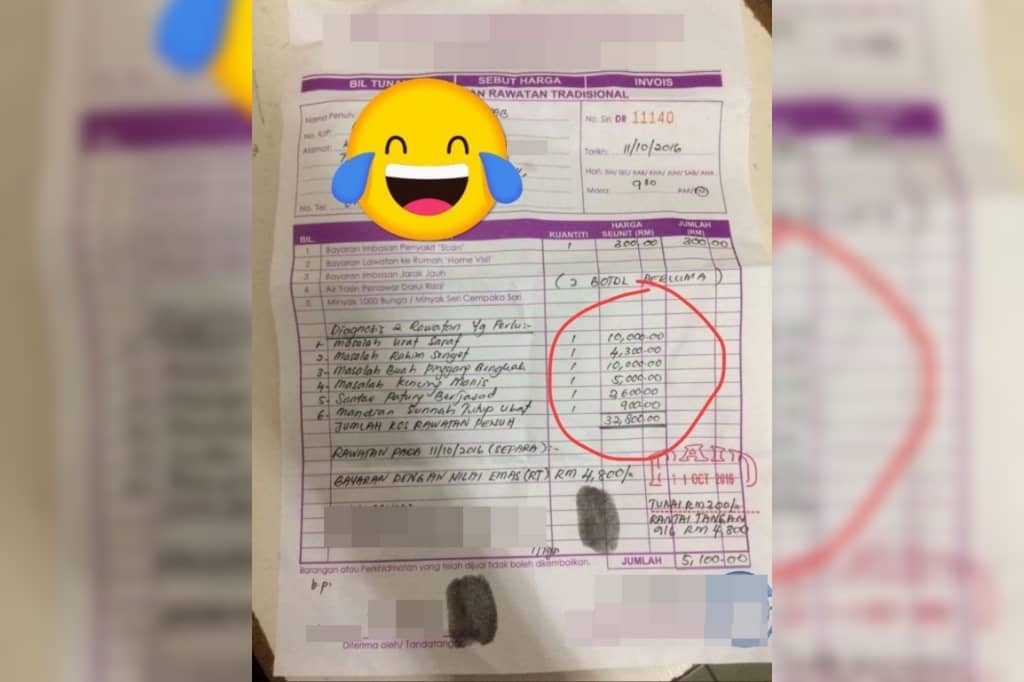 BIL TUNAI SEBUT HARGA INVOIS
RAWATAN TRADISIONAL
Nama Penuh:
No. Siri: DR 11140
No. K/P:
Alamat:
Tarikh: 11/10/2016
Hari: ISN/ SEL/ RAB/ KHA/ JUM/ SAB/ AHA
Masa: 9 30
No. Tel:
BIL. KUANTITI HARGA SEUNIT (RM) JUMLAH (RM)
1 Bayaran Imbasan Penyakit 'Scan' 1 300.00 300.00
2 Bayaran Lawatan ke Rumah 'Home Visit'
3 Bayaran Imbasan Jarak Jauh
4 Air Yasin Penawar Darul
5 Minyak 1000 Bunga / Minyak Seri Cempaka Sari
(2 BOTOL PERCUMA)
Diagnosis & Rawatan Yg Perlu:-
1- Masalah Urat Saraf 1 10,000.00
2- Masalah Rahim Senget 1 4,300.00
3- Masalah Buah Pinggang Bengkak 1 10,000.00
4- Masalah Kencing Manis 1 5,000.00
5- Santau Patung Berjasad 1 2,600.00
6- Mandian Sunnah Tutup Ubat 1 900.00
JUMLAH KOS RAWATAN PENUH 32,800.00
RAWATAN PADA 11/10/2016 (SEPARA):-
BAYARAN DENGAN NILAI EMAS (RT) RM 4,800/-
PAID
11 OCT 2016
TUNAI RM 300/-
RANTAI TANGAN
916 RM 4,800
Barangan atau Perkhidmatan yang telah dijual tidak boleh dikembalikan.
JUMLAH 5,100.00
b.p.
Diterima oleh/ Tandatangan